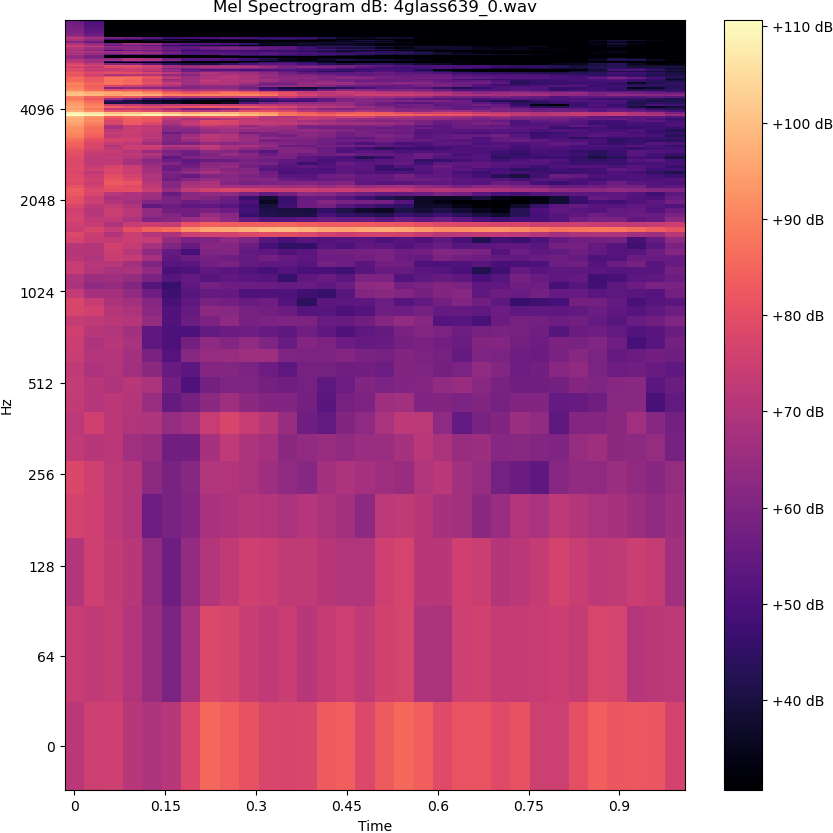 Mel Spectrogram dB: 4glass639_0.wav
+110 dB
+100 dB
+90 dB
+80 dB
+70 dB
+60 dB
+50 dB
+40 dB
4096
2048
1024
512
256
128
64
0
Hz
0 0.15 0.3 0.45 0.6 0.75 0.9
Time